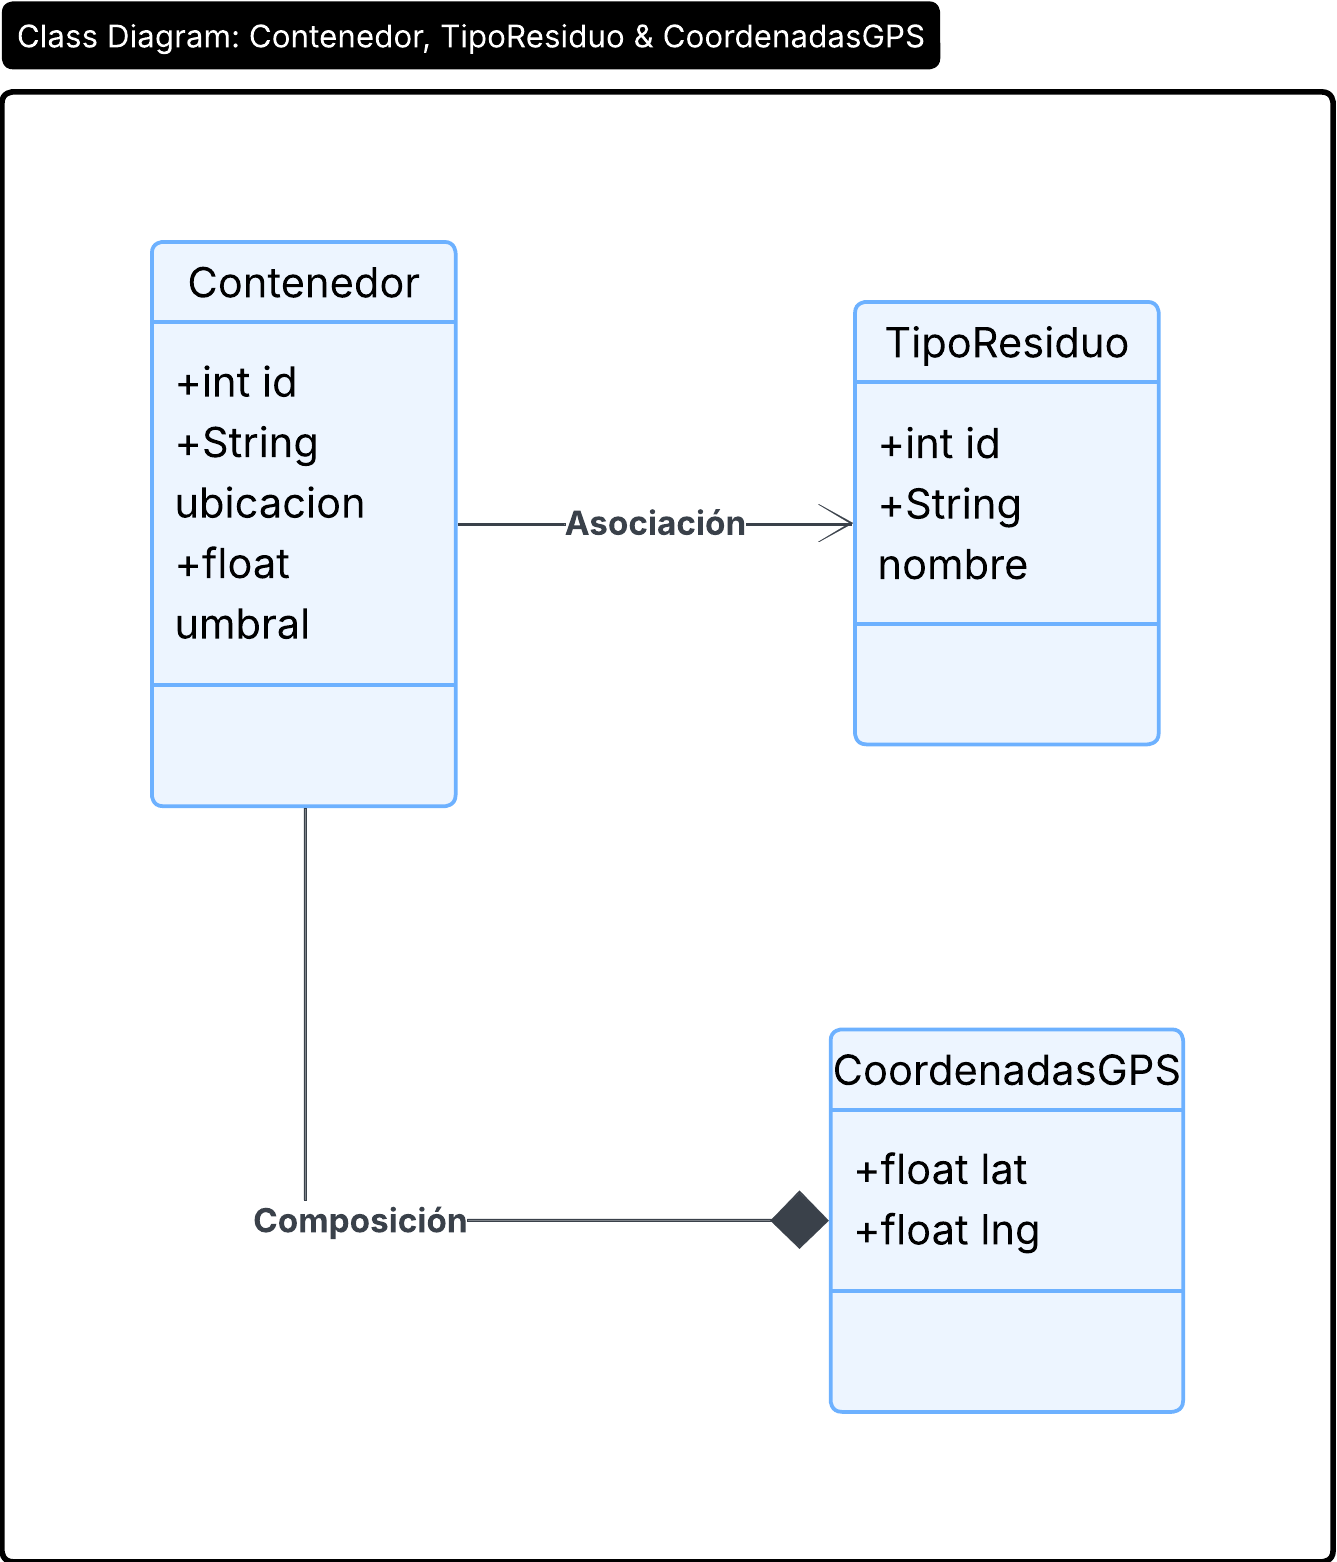 Class Diagram: Contenedor, TipoResiduo & CoordenadasGPS
Contenedor
+int id
+String
ubicacion
+float
umbral
Asociación
TipoResiduo
+int id
+String
nombre
Composición
CoordenadasGPS
+float lat
+float lng